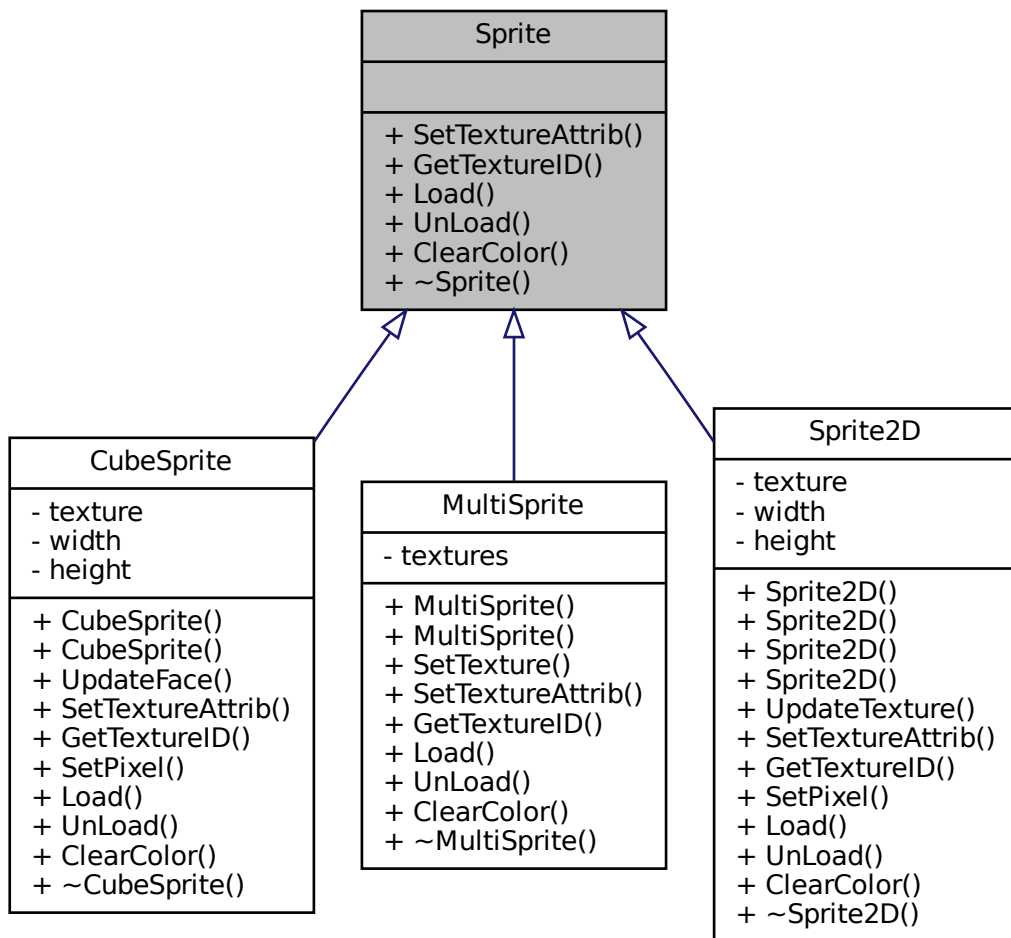 Sprite
+ SetTextureAttrib()
+ GetTextureID()
+ Load()
+ UnLoad()
+ ClearColor()
+ ~Sprite()
CubeSprite
- texture
- width
- height
+ CubeSprite()
+ CubeSprite()
+ UpdateFace()
+ SetTextureAttrib()
+ GetTextureID()
+ SetPixel()
+ Load()
+ UnLoad()
+ ClearColor()
+ ~CubeSprite()
MultiSprite
- textures
+ MultiSprite()
+ MultiSprite()
+ SetTexture()
+ SetTextureAttrib()
+ GetTextureID()
+ Load()
+ UnLoad()
+ ClearColor()
+ ~MultiSprite()
Sprite2D
- texture
- width
- height
+ Sprite2D()
+ Sprite2D()
+ Sprite2D()
+ Sprite2D()
+ UpdateTexture()
+ SetTextureAttrib()
+ GetTextureID()
+ SetPixel()
+ Load()
+ UnLoad()
+ ClearColor()
+ ~Sprite2D()